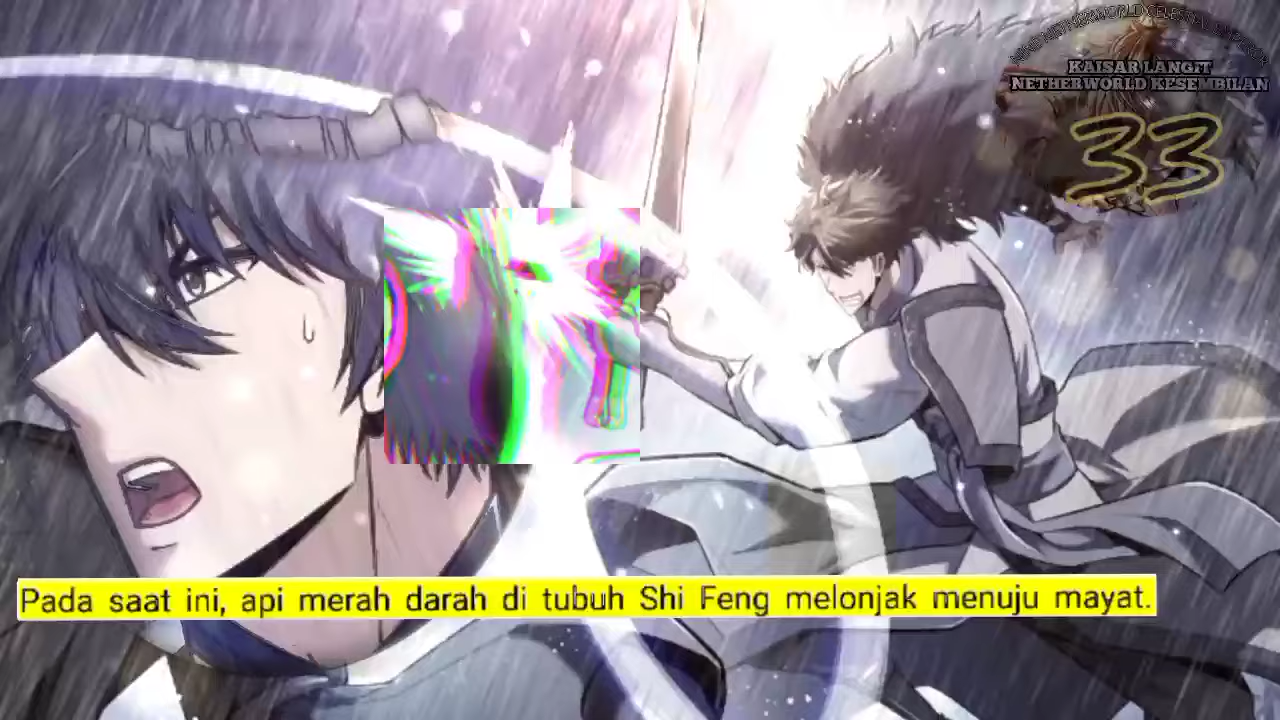 KAISAR LANGIT
NETHERWORLD KESEMBILAN
33
Pada saat ini, api merah darah di tubuh Shi Feng melonjak menuju mayat.